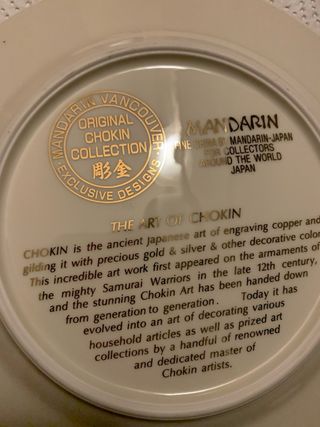 MANDARIN VANCOUVER
ORIGINAL
CHOKIN
COLLECTION
彫金
EXCLUSIVE DESIGNS
MANDARIN
FINE CHINA BY MANDARIN-JAPAN
FOR COLLECTORS
AROUND THE WORLD
JAPAN
THE ART OF CHOKIN
CHOKIN is the ancient japanese art of engraving copper and
gilding it with precious gold & silver & other decorative color
This incredible art work first appeared on the armaments of
the mighty Samurai Warriors in the late 12th century,
and the stunning Chokin Art has been handed down
from generation to generation. Today it has
evolved into an art of decorating various
household articles as well as prized art
collections by a handful of renowned
and dedicated master of
Chokin artists.